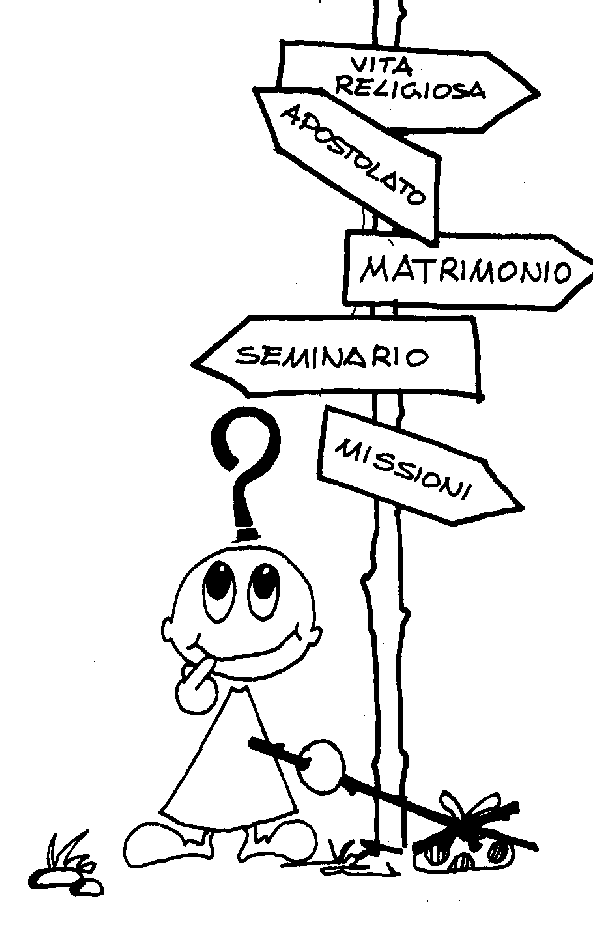 VITA
RELIGIOSA
APOSTOLATO
MATRIMONIO
SEMINARIO
?
MISSIONI